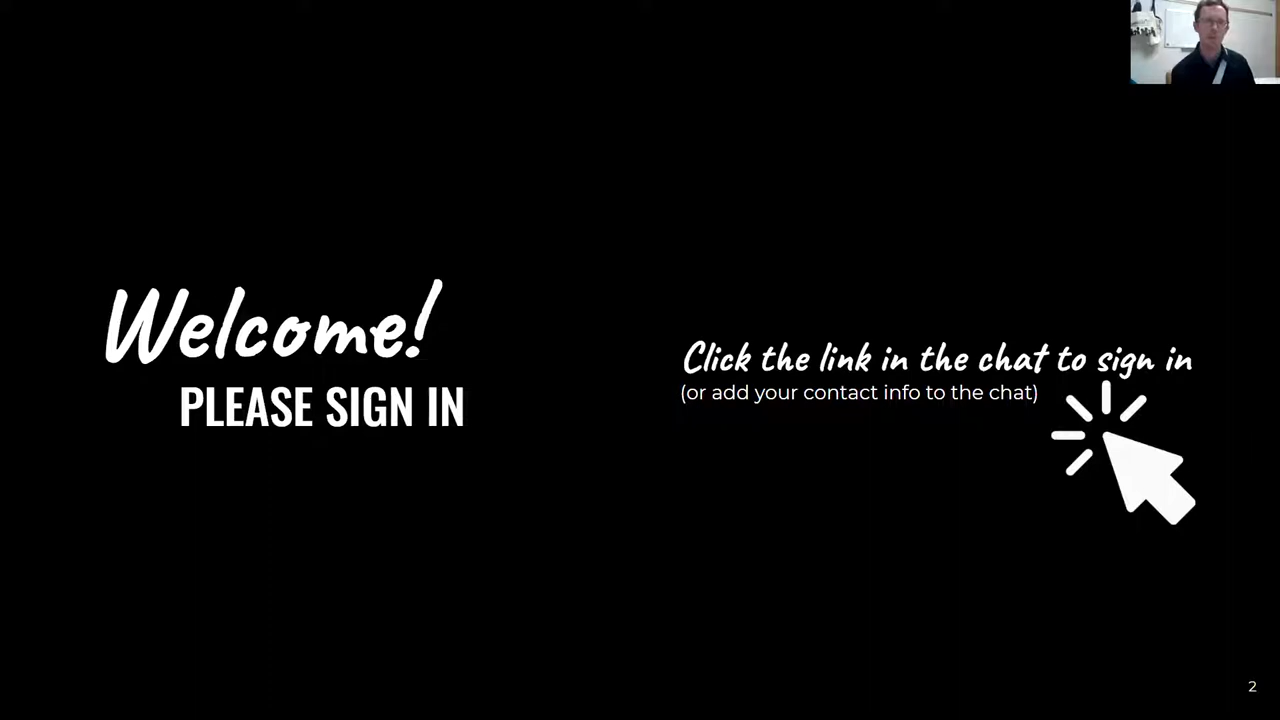 Welcome!
PLEASE SIGN IN
Click the link in the chat to sign in
(or add your contact info to the chat)
2